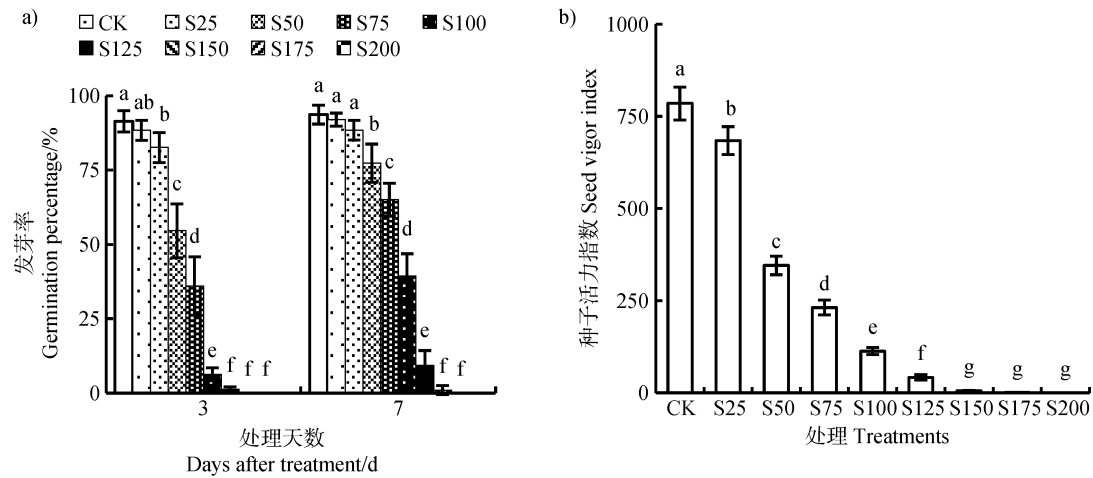 a)
CK S25 S50 S75 S100
S125 S150 S175 S200
发芽率
Germination percentage/%
100
75
50
25
0
a ab b c d e f f f
a a a b c d e f f
3 7
处理天数
Days after treatment/d
b)
种子活力指数 Seed vigor index
1000
750
500
250
0
a b c d e f g g g
CK S25 S50 S75 S100 S125 S150 S175 S200
处理 Treatments